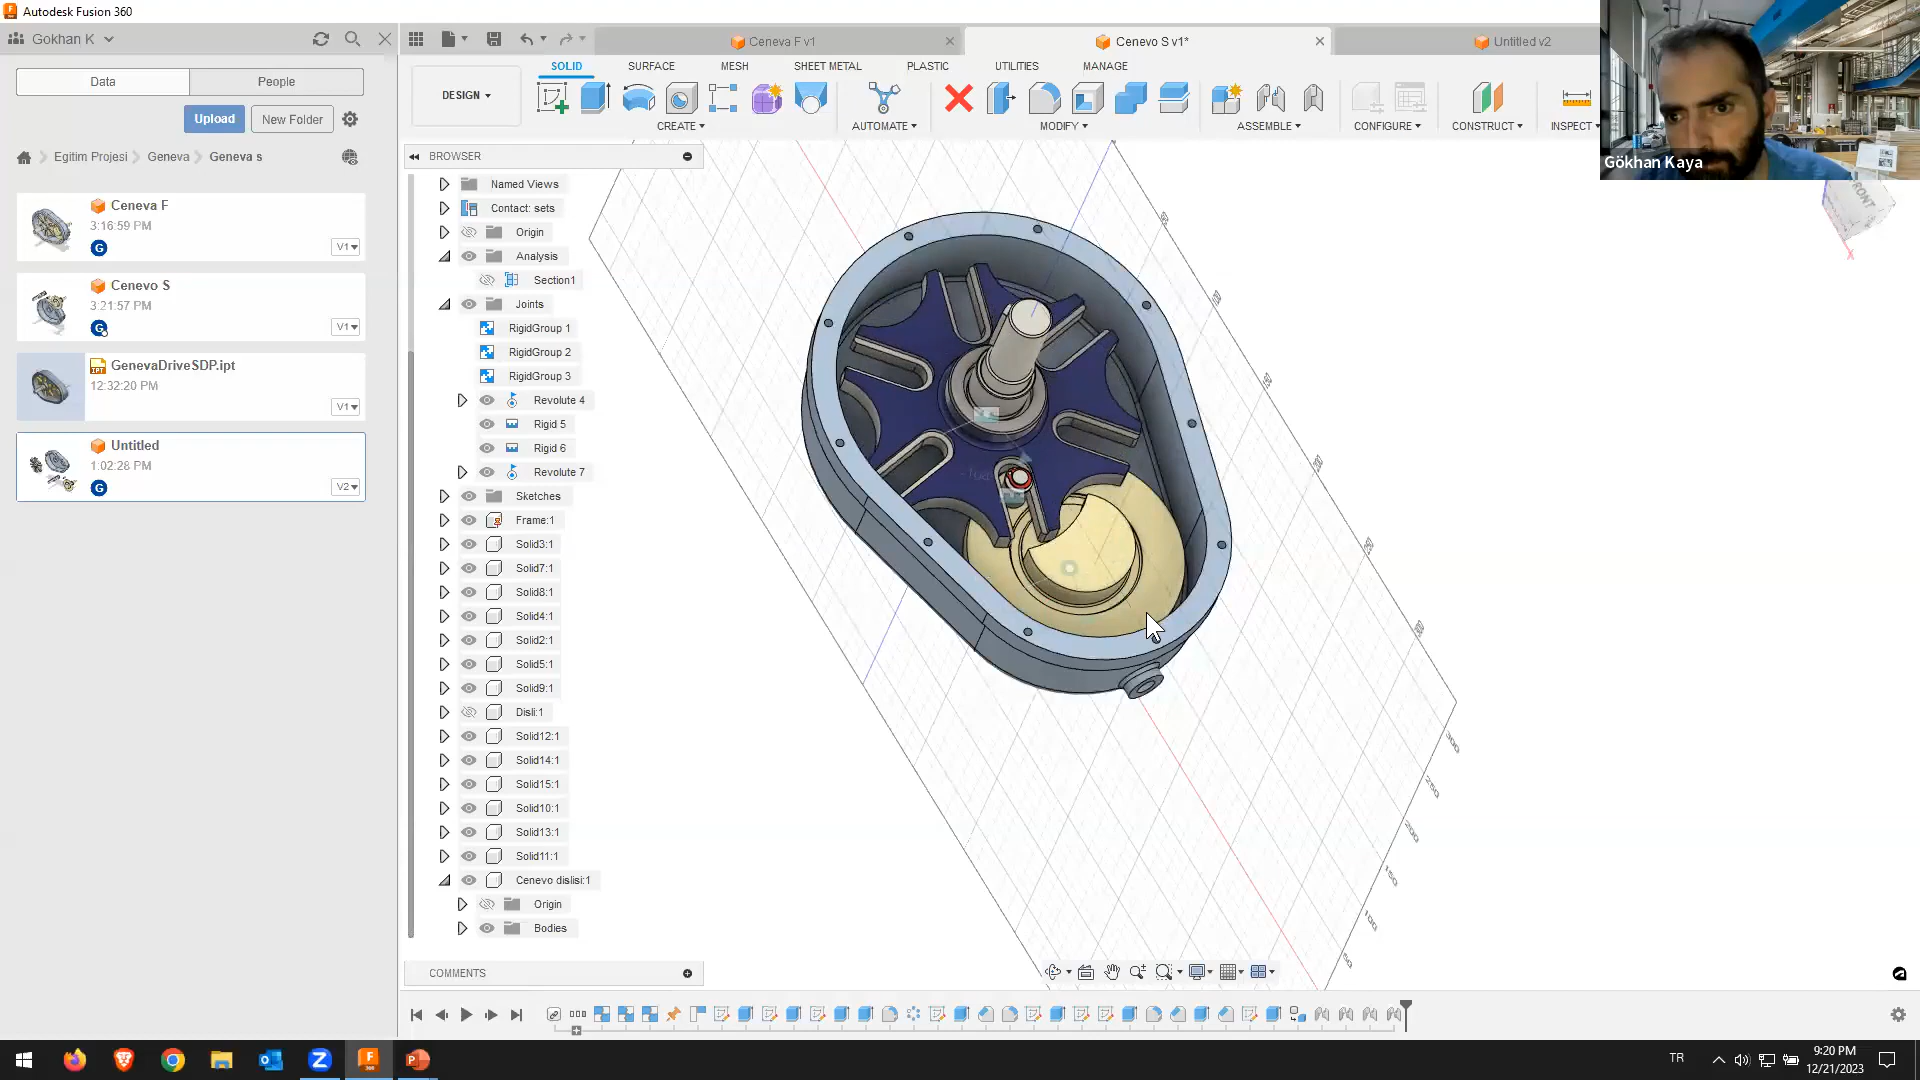 Autodesk Fusion 360
Gokhan K
Data
People
Upload
New Folder
Egitim Projesi
Geneva
Geneva s
Ceneva F
3:16:59 PM
V1
Cenevo S
3:21:57 PM
V1
GenevaDriveSDP.ipt
12:32:20 PM
V1
Untitled
1:02:28 PM
V2
Ceneva F v1
Cenevo S v1*
Untitled v2
SOLID
SURFACE
MESH
SHEET METAL
PLASTIC
UTILITIES
MANAGE
DESIGN
CREATE
AUTOMATE
MODIFY
ASSEMBLE
CONFIGURE
CONSTRUCT
INSPECT
Gökhan Kaya
FRONT
X
BROWSER
Named Views
Contact: sets
Origin
Analysis
Section1
Joints
RigidGroup 1
RigidGroup 2
RigidGroup 3
Revolute 4
Rigid 5
Rigid 6
Revolute 7
Sketches
Frame:1
Solid3:1
Solid7:1
Solid8:1
Solid4:1
Solid2:1
Solid5:1
Solid9:1
Disli:1
Solid12:1
Solid14:1
Solid15:1
Solid10:1
Solid13:1
Solid11:1
Cenevo dislisi:1
Origin
Bodies
COMMENTS
TR
9:20 PM
12/21/2023